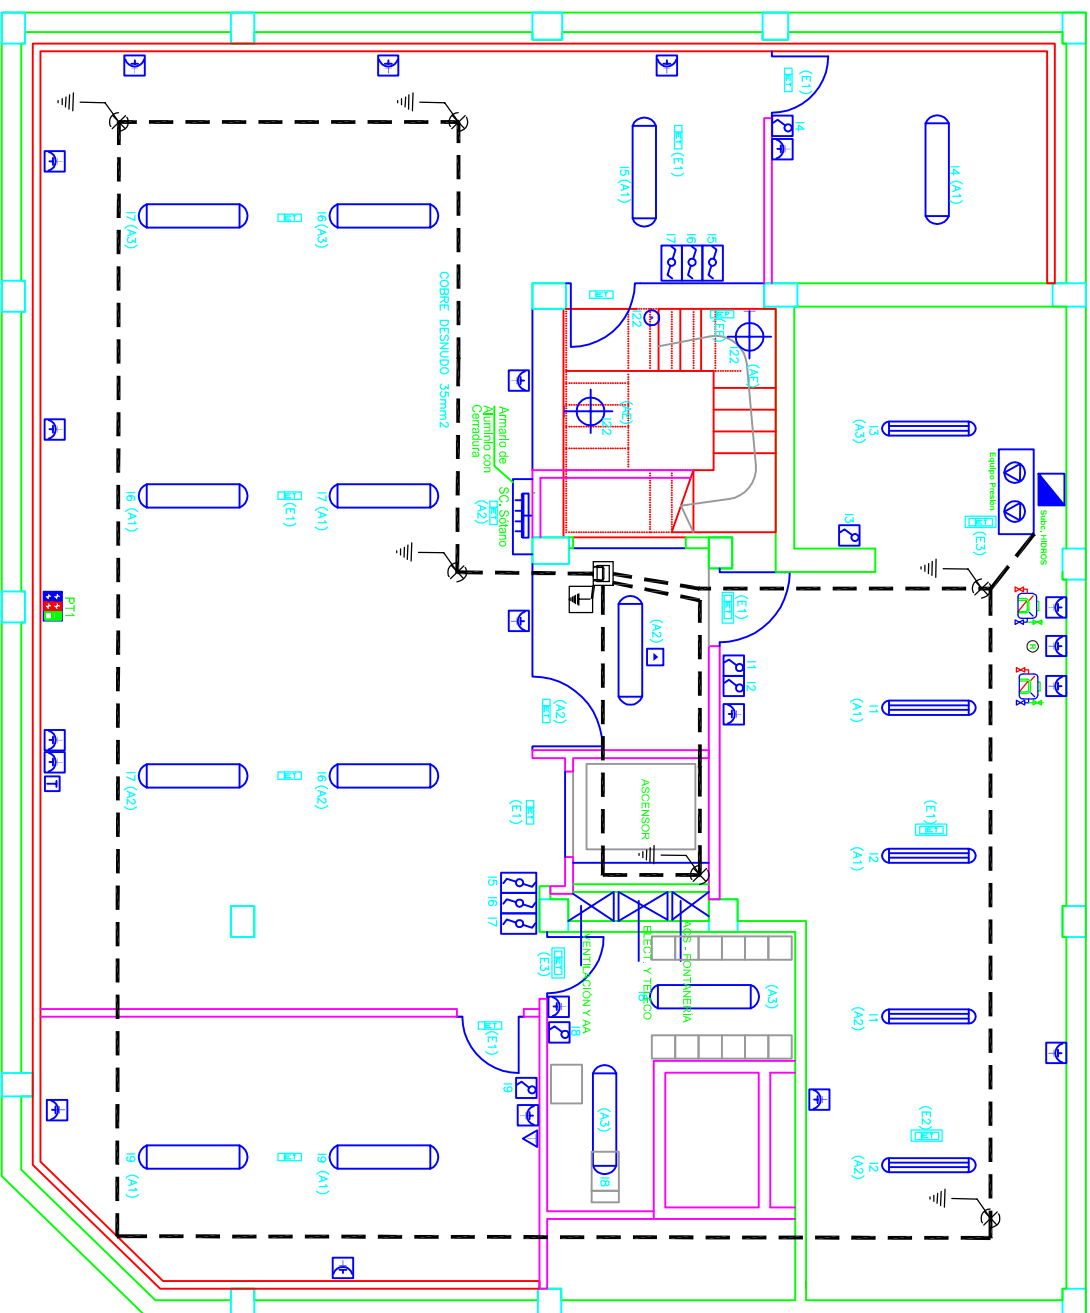 (E1)
I4
I4 (A1)
(E1)
I5 (A1)
I7 (A3)
I6 (A3)
I7
I6
I5
COBRE DESNUDO 35mm2
I22
(EE)
I22
(AE)
(AE)
I22
I3
(A3)
Armario de
Aluminio con
Cerradura
SC. Sótano
(A2)
Equipo Presión
Subc. HIDROS
(E3)
I3
I6 (A1)
(E1)
I7 (A1)
PT1
(A2)
(E1)
I1
I2
R
I1
(A1)
(A2)
I7 (A2)
I6 (A2)
(E1)
ASCENSOR
(E1)
I2
(A1)
I5
I6
I7
VENTILACIÓN Y AA
ELECT. Y TELECO
ACS - FONTANERIA
(E3)
I8
(A3)
I8
I1
(A2)
(E1)
I9
(A3)
I8
(E2)
I2
(A2)
I9 (A1)
I9 (A1)